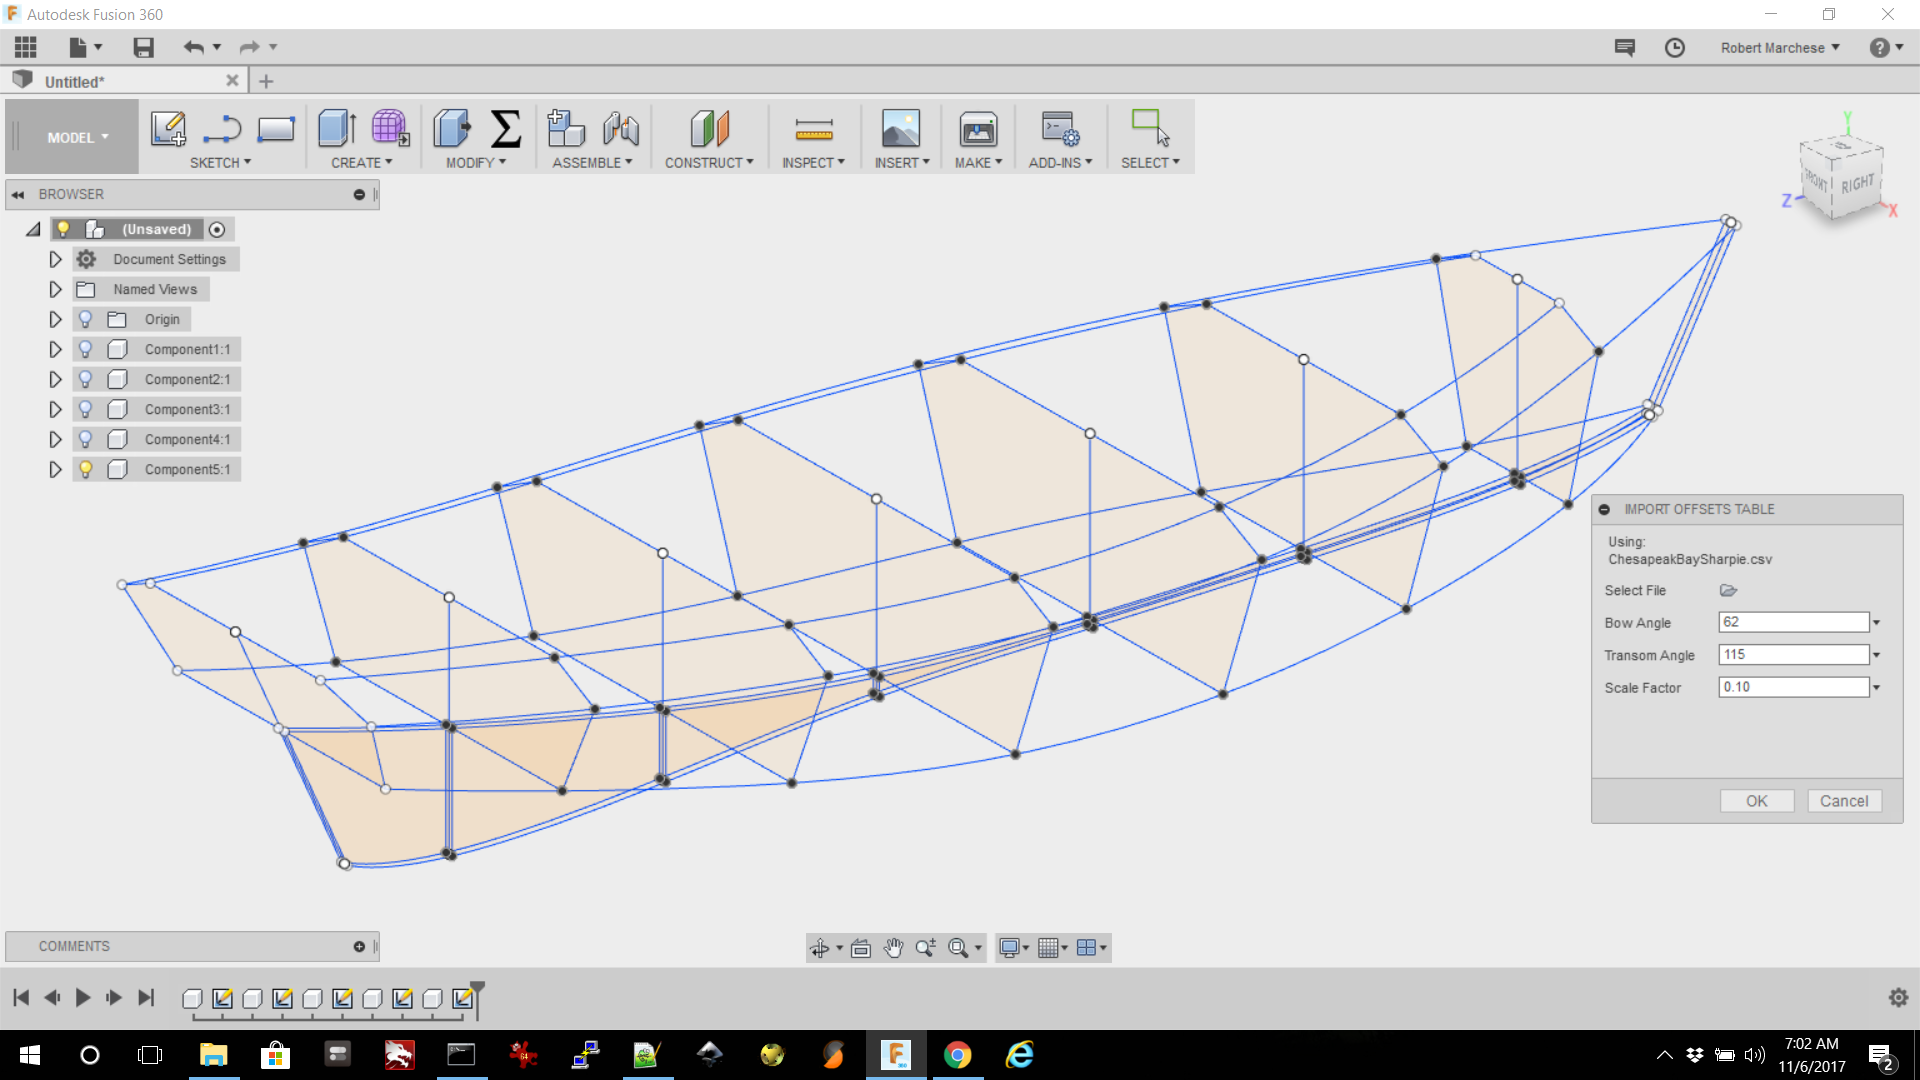 Autodesk Fusion 360
Robert Marchese
Untitled*
MODEL
SKETCH
CREATE
MODIFY
ASSEMBLE
CONSTRUCT
INSPECT
INSERT
MAKE
ADD-INS
SELECT
Y
FRONT
RIGHT
Z
X
BROWSER
(Unsaved)
Document Settings
Named Views
Origin
Component1:1
Component2:1
Component3:1
Component4:1
Component5:1
IMPORT OFFSETS TABLE
Using:
ChesapeakBaySharpie.csv
Select File
Bow Angle 62
Transom Angle 115
Scale Factor 0.10
OK Cancel
COMMENTS
64
360
7:02 AM
11/6/2017
2